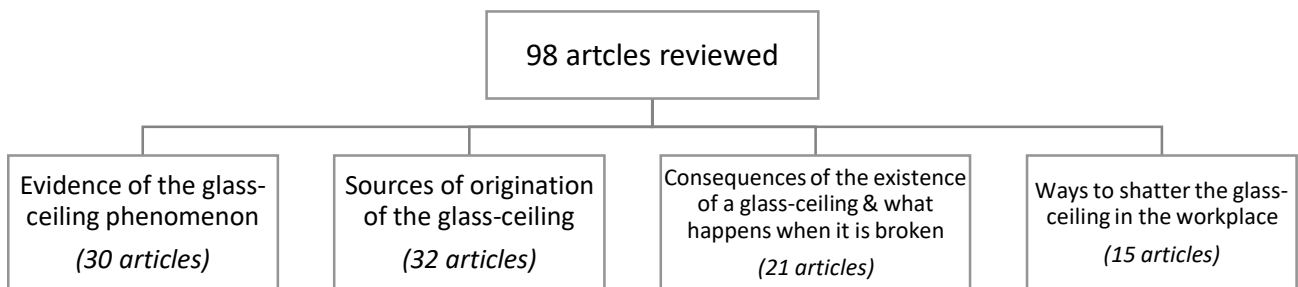 98 artcles reviewed
Evidence of the glass-
ceiling phenomenon
(30 articles)
Sources of origination
of the glass-ceiling
(32 articles)
Consequences of the existence
of a glass-ceiling & what
happens when it is broken
(21 articles)
Ways to shatter the glass-
ceiling in the workplace
(15 articles)